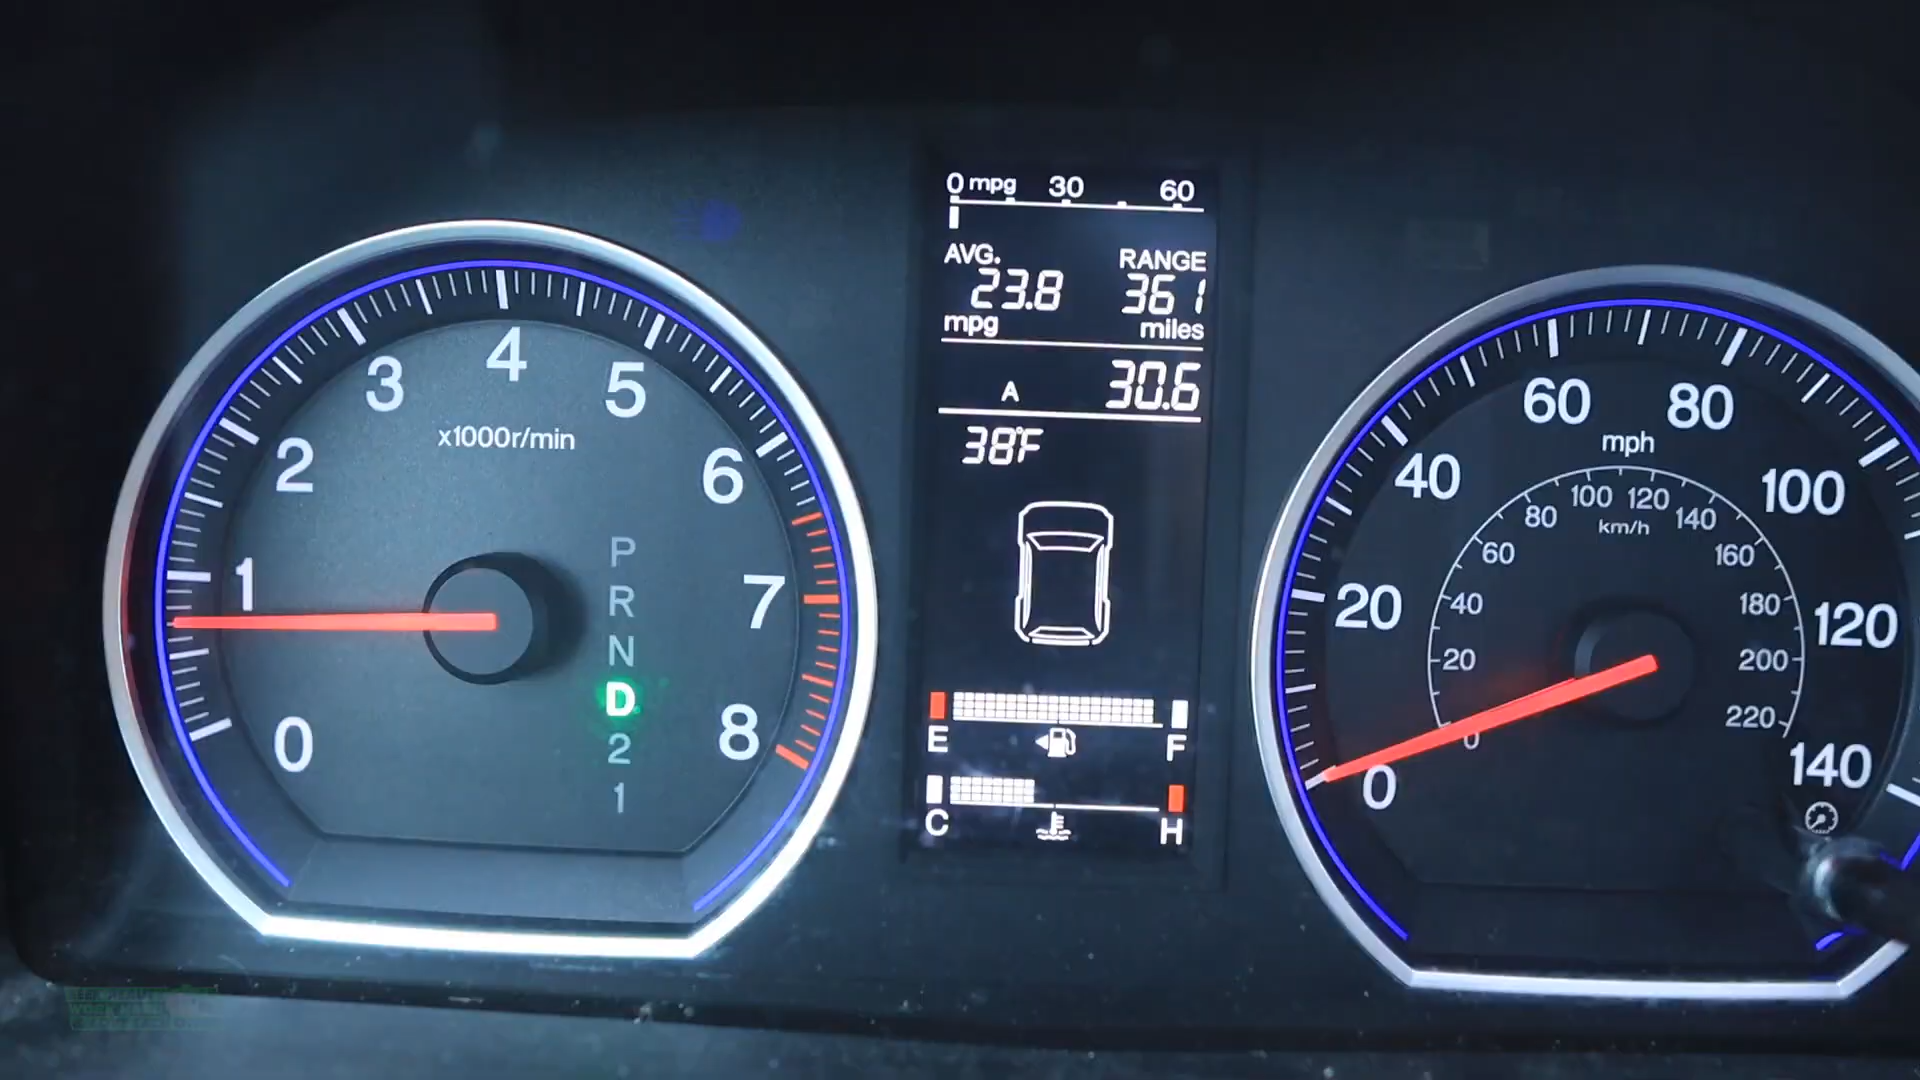 0 mpg 30 60
AVG. RANGE
23.8 361
mpg miles
A 30.6
38°F
E F
C H
0 1 2 3 4 5 6 7 8
x1000r/min
P
R
N
D
2
1
0 20 40 60 80 100 120 140
mph
0 20 40 60 80 100 120 140 160 180 200 220
km/h